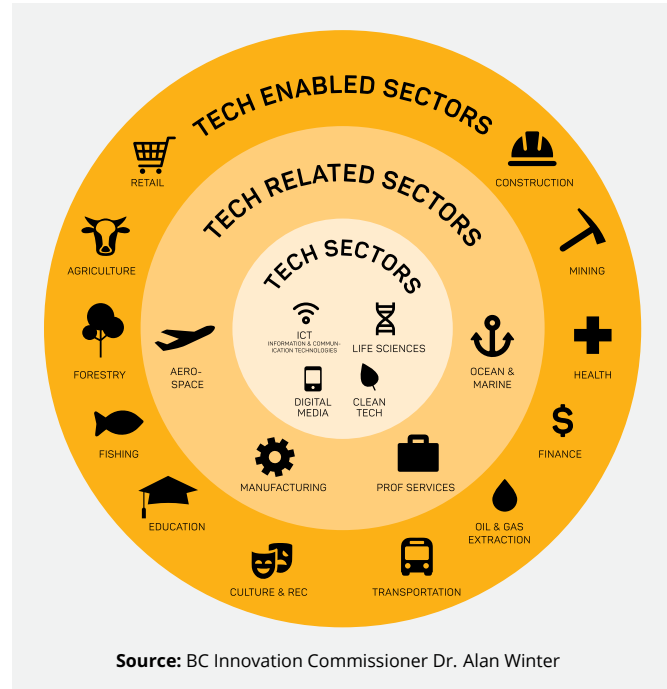 TECH ENABLED SECTORS
RETAIL
CONSTRUCTION
AGRICULTURE
MINING
FORESTRY
HEALTH
FISHING
FINANCE
EDUCATION
OIL & GAS
EXTRACTION
CULTURE & REC
TRANSPORTATION
TECH RELATED SECTORS
AERO-
SPACE
OCEAN &
MARINE
MANUFACTURING
PROF SERVICES
TECH SECTORS
ICT
INFORMATION & COMMUN-
ICATION TECHNOLOGIES
LIFE SCIENCES
DIGITAL
MEDIA
CLEAN
TECH
Source: BC Innovation Commissioner Dr. Alan Winter